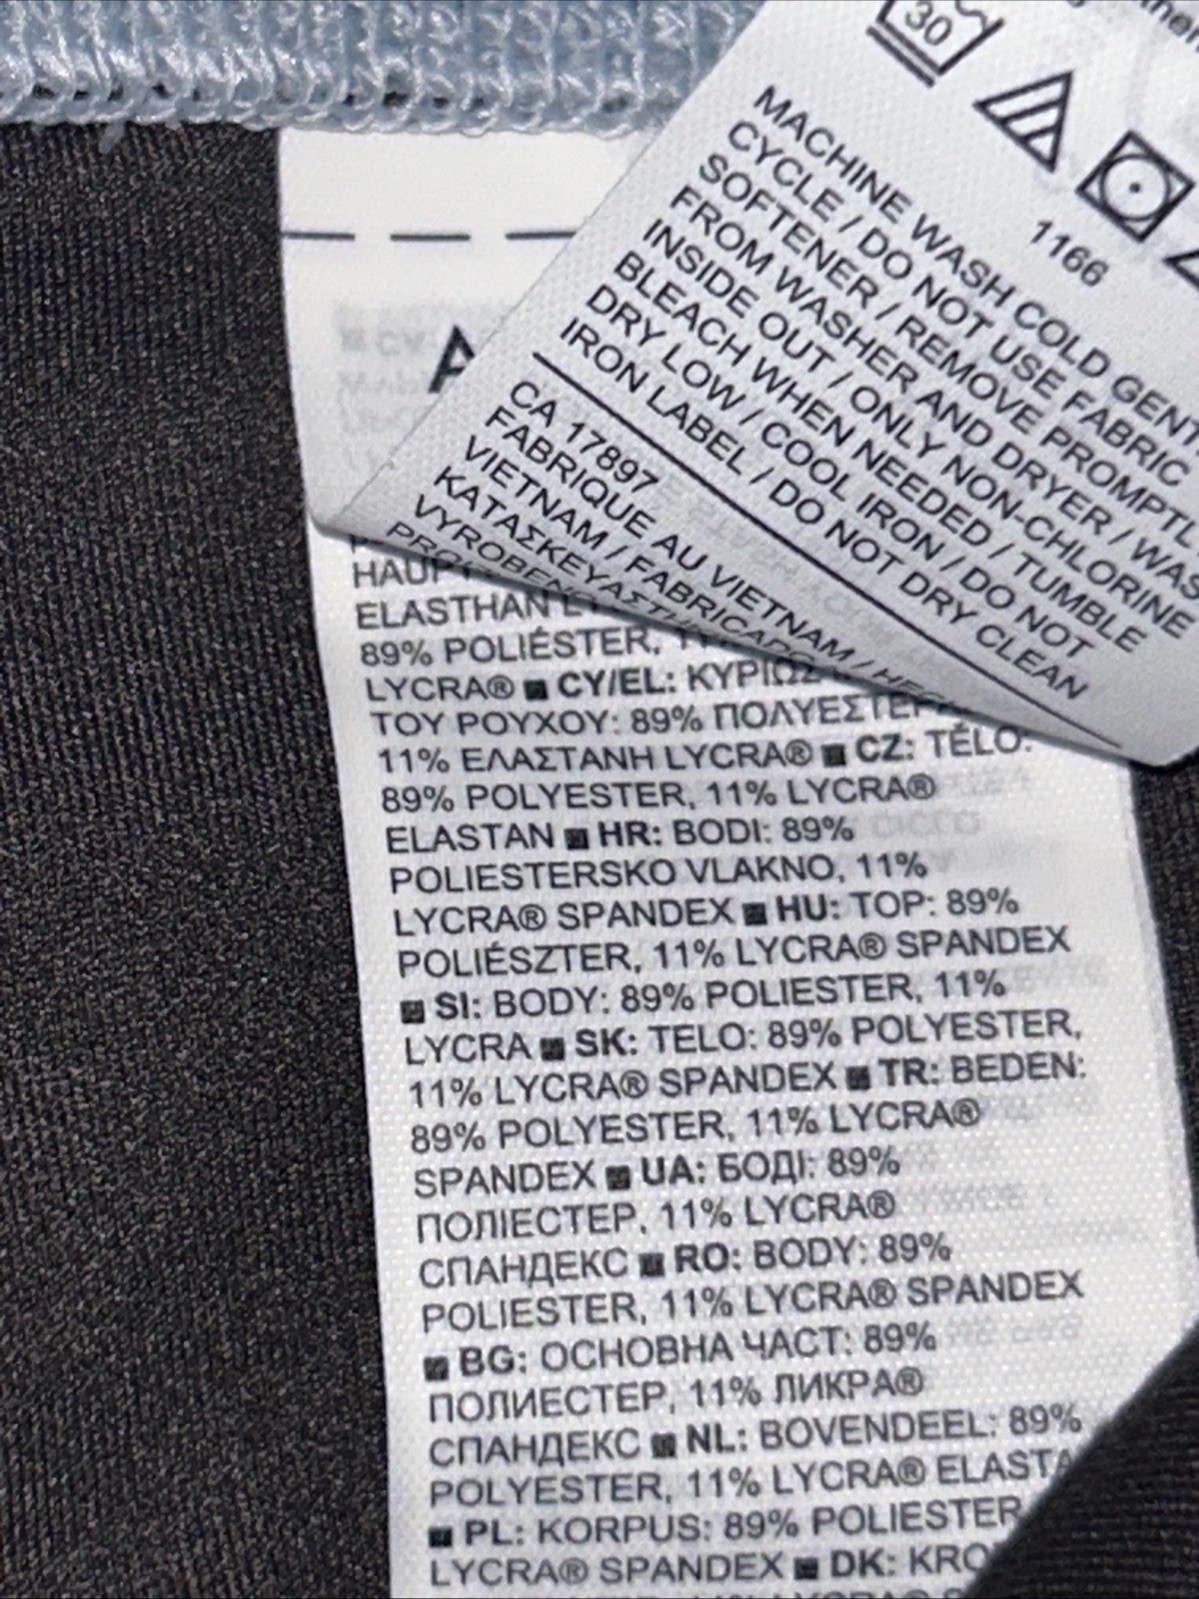 30
1166
MACHINE WASH COLD
CYCLE / DO NOT USE FABRIC
SOFTENER / REMOVE
FROM WASHER AND DRYER /
INSIDE OUT / ONLY NON-CHLORINE
BLEACH WHEN NEEDED / TUMBLE
DRY LOW / COOL IRON / DO NOT
IRON LABEL / DO NOT DRY CLEAN
CA 17897
FABRIQUE AU VIETNAM /
VIETNAM / FABRICADO
A
ELASTHAN
89% POLIÉSTER,
LYCRA® ■ CY/EL:
ΤΟΥ ΡΟΥΧΟΥ: 89%
11% ΕΛΑΣΤΑΝΗ LYCRA® ■ CZ: TĚLO:
89% POLYESTER, 11% LYCRA®
ELASTAN ■ HR: BODI: 89%
POLIESTERSKO VLAKNO, 11%
LYCRA® SPANDEX ■ HU: TOP: 89%
POLIÉSZTER, 11% LYCRA® SPANDEX
■ SI: BODY: 89% POLIESTER, 11%
LYCRA ■ SK: TELO: 89% POLYESTER,
11% LYCRA® SPANDEX ■ TR: BEDEN:
89% POLYESTER, 11% LYCRA®
SPANDEX ■ UA: БОДІ: 89%
ПОЛІЕСТЕР, 11% LYCRA®
СПАНДЕКС ■ RO: BODY: 89%
POLIESTER, 11% LYCRA® SPANDEX
■ BG: ОСНОВНА ЧАСТ: 89%
ПОЛИЕСТЕР, 11% ЛИКРА®
СПАНДЕКС ■ NL: BOVENDEEL: 89%
POLYESTER, 11% LYCRA®
■ PL: KORPUS: 89% POLIESTER
LYCRA® SPANDEX ■ DK: